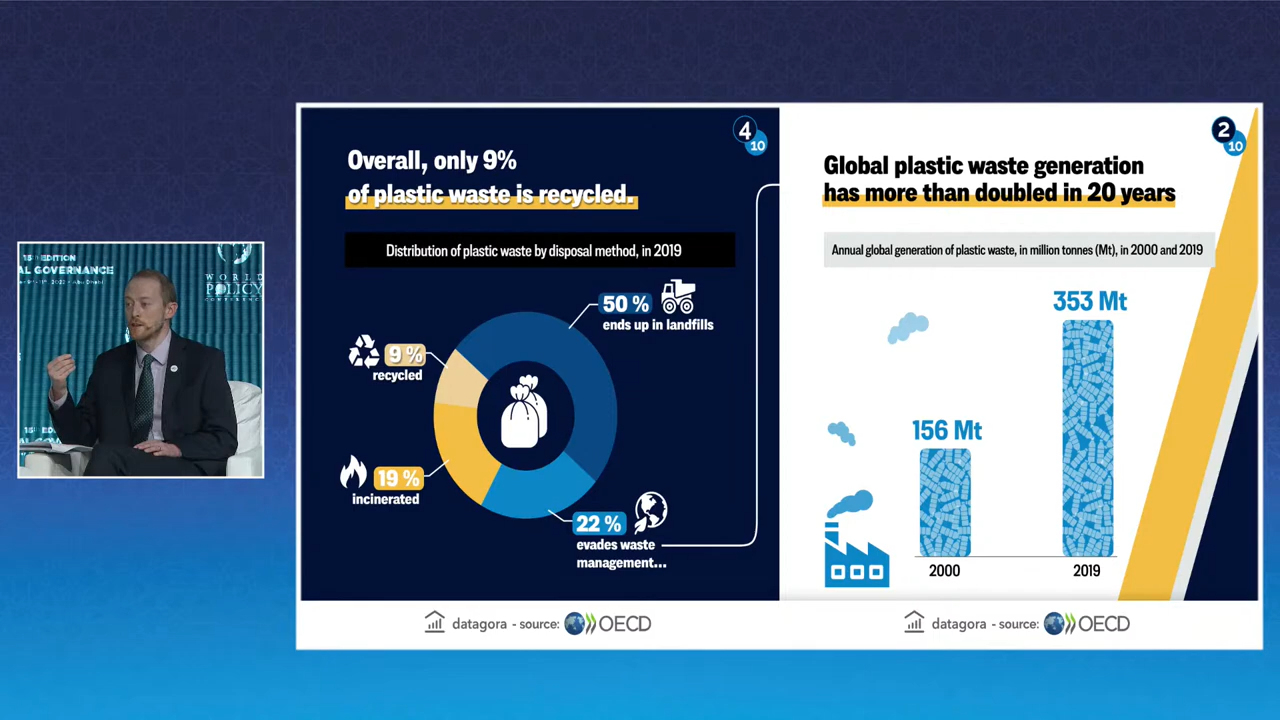 15TH EDITION
AL GOVERNANCE
WORLD
POLICY
CONFERENCE
4
10
Overall, only 9%
of plastic waste is recycled.
Distribution of plastic waste by disposal method, in 2019
50 %
ends up in landfills
9 %
recycled
19 %
incinerated
22 %
evades waste
management...
datagora - source: OECD
2
10
Global plastic waste generation
has more than doubled in 20 years
Annual global generation of plastic waste, in million tonnes (Mt), in 2000 and 2019
353 Mt
156 Mt
2000
2019
datagora - source: OECD